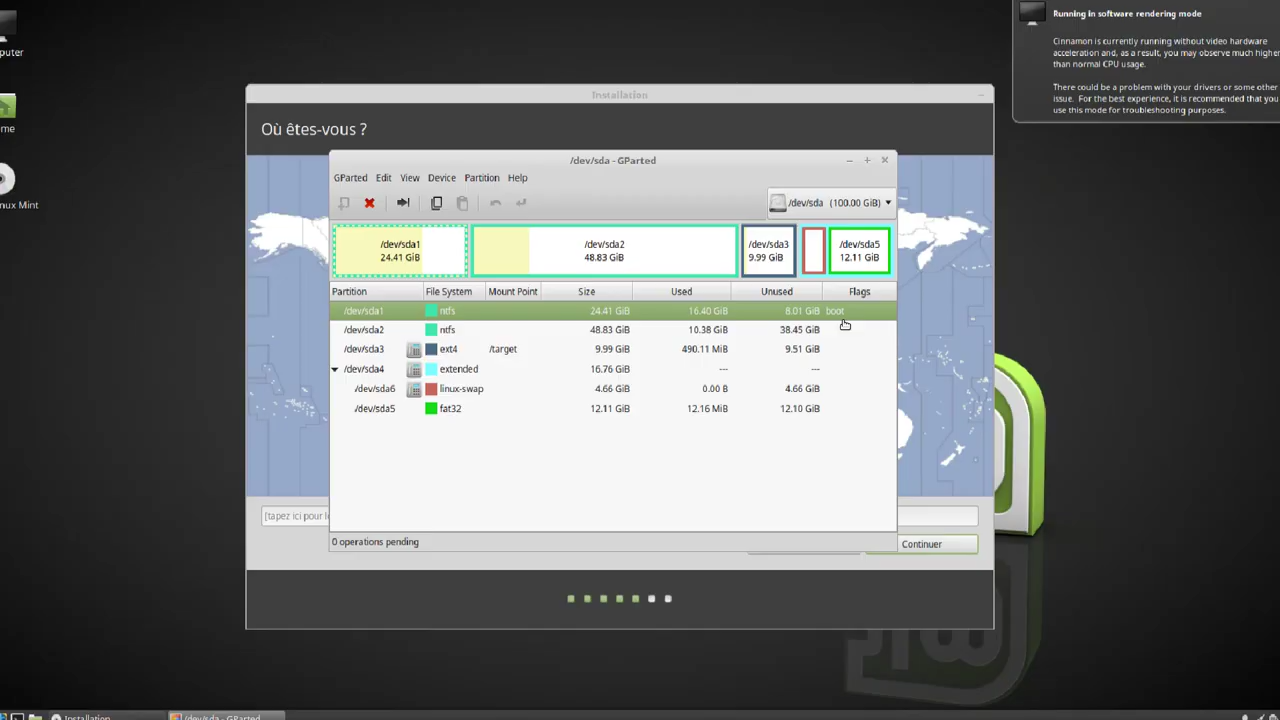 Running in software rendering mode
Cinnamon is currently running without video hardware
acceleration and, as a result, you may observe much higher
than normal CPU usage.
There could be a problem with your drivers or some other
issue. For the best experience, it is recommended that you
use this mode for troubleshooting purposes.
puter
me
nux Mint
Installation
Où êtes-vous ?
/dev/sda - GParted
GParted Edit View Device Partition Help
/dev/sda (100.00 GiB)
/dev/sda1
24.41 GiB
/dev/sda2
48.83 GiB
/dev/sda3
9.99 GiB
/dev/sda5
12.11 GiB
Partition File System Mount Point Size Used Unused Flags
/dev/sda1 ntfs 24.41 GiB 16.40 GiB 8.01 GiB boot
/dev/sda2 ntfs 48.83 GiB 10.38 GiB 38.45 GiB
/dev/sda3 ext4 /target 9.99 GiB 490.11 MiB 9.51 GiB
/dev/sda4 extended 16.76 GiB --- ---
/dev/sda6 linux-swap 4.66 GiB 0.00 B 4.66 GiB
/dev/sda5 fat32 12.11 GiB 12.16 MiB 12.10 GiB
0 operations pending
[tapez ici pour l
Continuer
Installation
/dev/sda - GParted